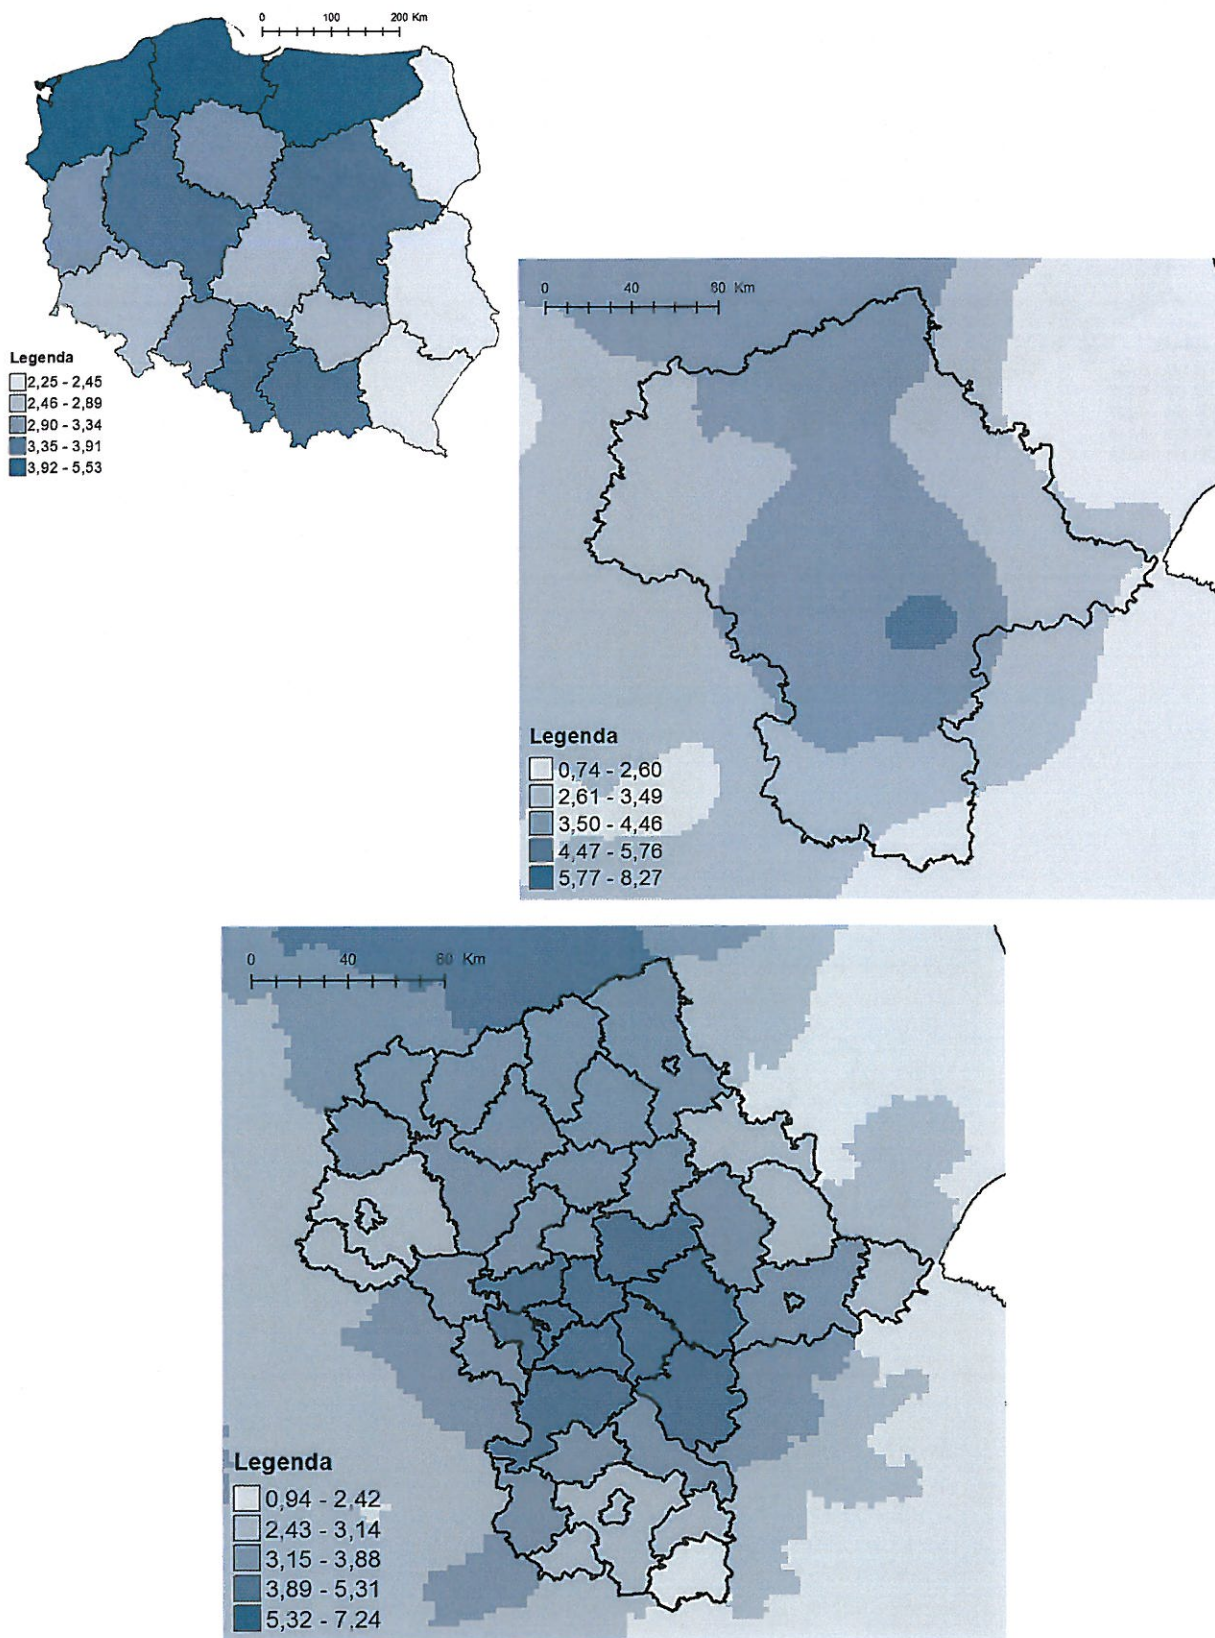 0 100 200 Km
Legenda
2,25 - 2,45
2,46 - 2,89
2,90 - 3,34
3,35 - 3,91
3,92 - 5,53
0 40 80 Km
Legenda
0,74 - 2,60
2,61 - 3,49
3,50 - 4,46
4,47 - 5,76
5,77 - 8,27
0 40 80 Km
Legenda
0,94 - 2,42
2,43 - 3,14
3,15 - 3,88
3,89 - 5,31
5,32 - 7,24